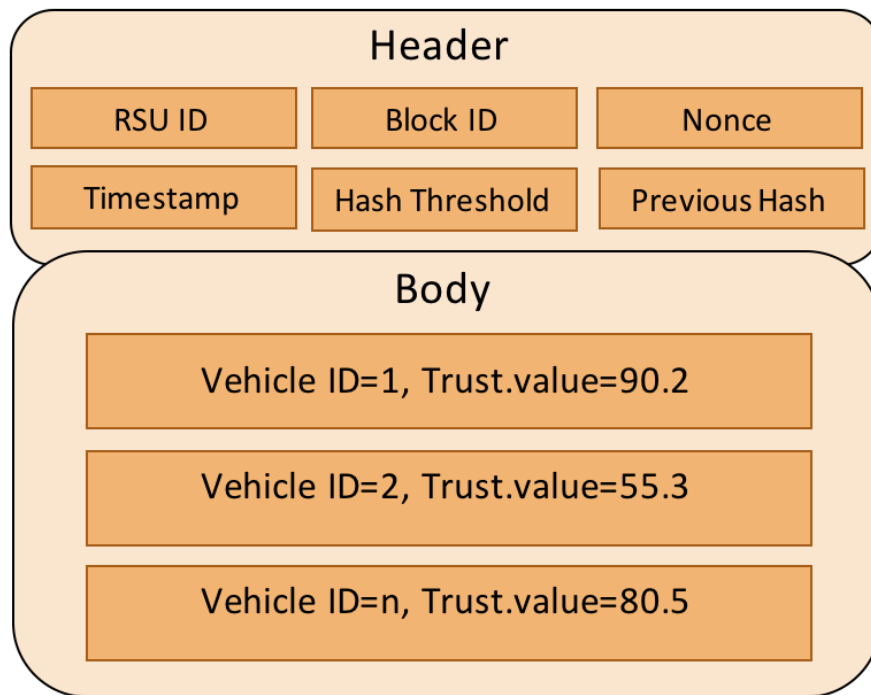 Header
RSU ID
Block ID
Nonce
Timestamp
Hash Threshold
Previous Hash
Body
Vehicle ID=1, Trust.value=90.2
Vehicle ID=2, Trust.value=55.3
Vehicle ID=n, Trust.value=80.5